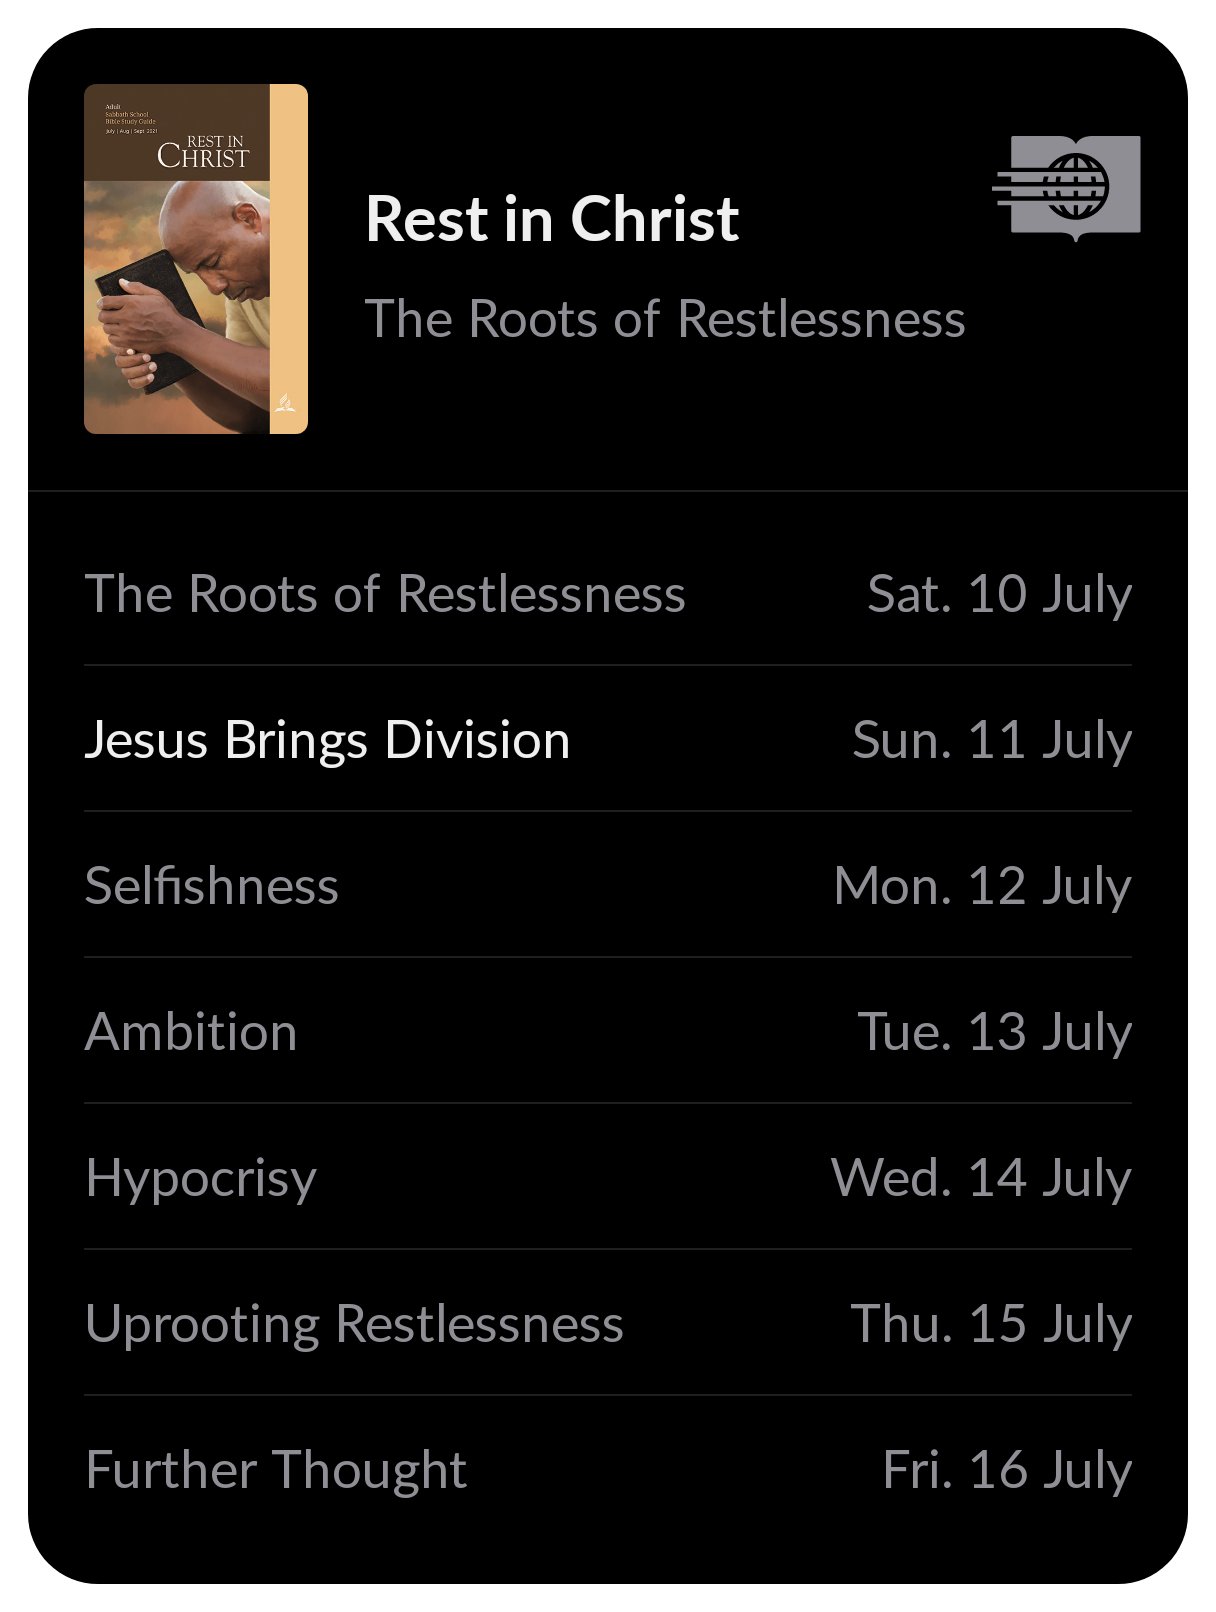 Adult
Sabbath School
Bible Study Guide
July | Aug | Sept 2021
REST IN
CHRIST
Rest in Christ
The Roots of Restlessness
The Roots of Restlessness Sat. 10 July
Jesus Brings Division Sun. 11 July
Selfishness Mon. 12 July
Ambition Tue. 13 July
Hypocrisy Wed. 14 July
Uprooting Restlessness Thu. 15 July
Further Thought Fri. 16 July